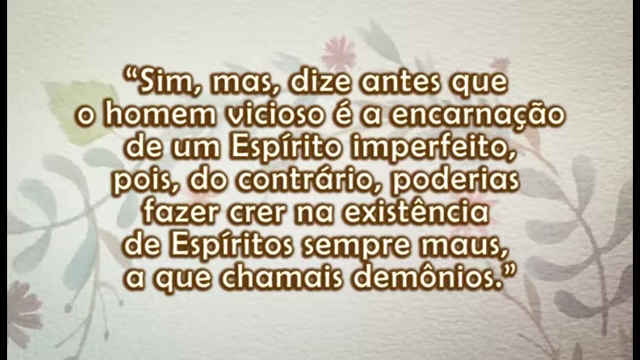 “Sim, mas, dize antes que
o homem vicioso é a encarnação
de um Espírito imperfeito,
pois, do contrário, poderias
fazer crer na existência
de Espíritos sempre maus,
a que chamais demônios.”